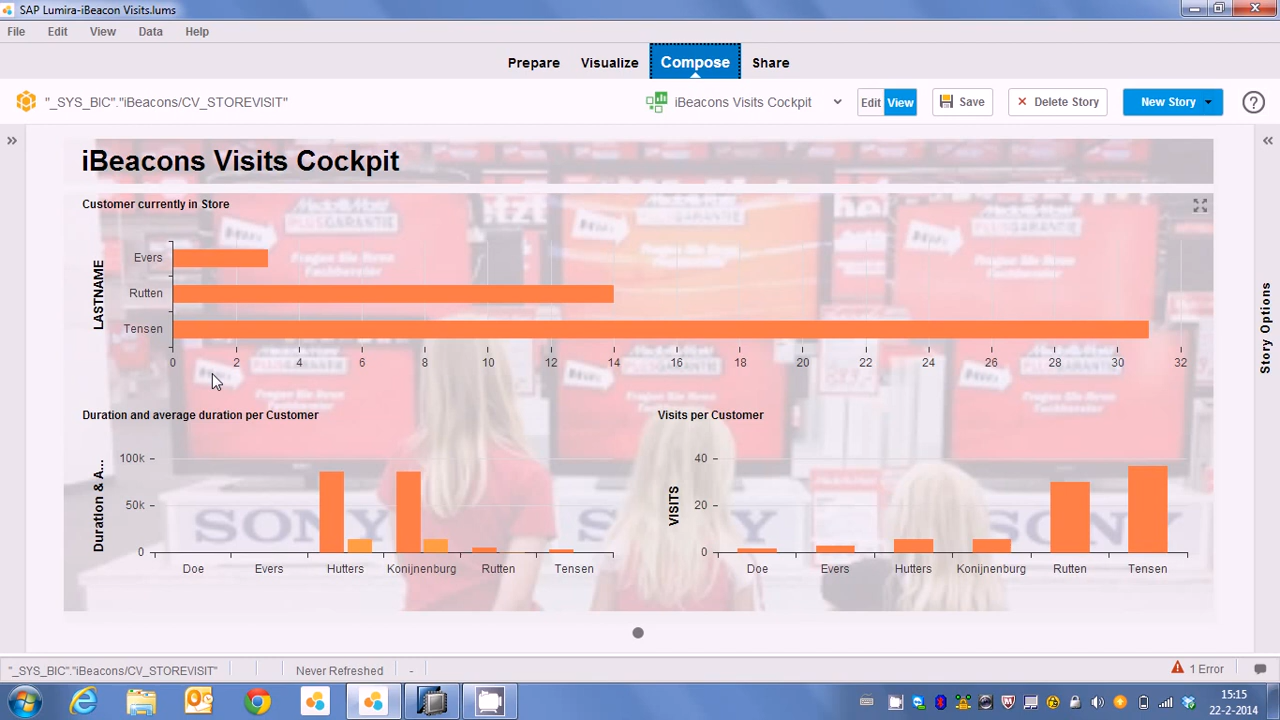 SAP Lumira-iBeacon Visits.lums
File Edit View Data Help
Prepare Visualize Compose Share
"_SYS_BIC"."iBeacons/CV_STOREVISIT" iBeacons Visits Cockpit Edit View Save Delete Story New Story
iBeacons Visits Cockpit
Customer currently in Store
LASTNAME
Evers
Rutten
Tensen
0 2 4 6 8 10 12 14 16 18 20 22 24 26 28 30 32
Story Options
Duration and average duration per Customer
Duration & A...
100k
50k
0
Doe Evers Hutters Konijnenburg Rutten Tensen
Visits per Customer
VISITS
40
20
0
Doe Evers Hutters Konijnenburg Rutten Tensen
SONY
SONY
"_SYS_BIC"."iBeacons/CV_STOREVISIT" Never Refreshed - 1 Error
15:15
22-2-2014